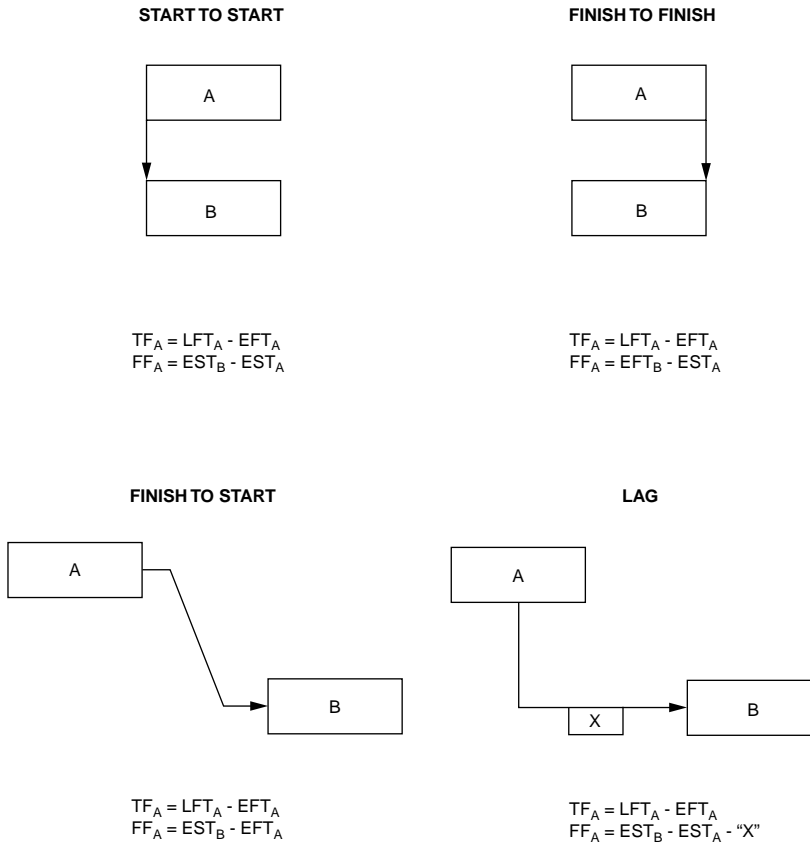 START TO START
A
B
TF_A = LFT_A - EFT_A
FF_A = EST_B - EST_A
FINISH TO FINISH
A
B
TF_A = LFT_A - EFT_A
FF_A = EFT_B - EST_A
FINISH TO START
A
B
TF_A = LFT_A - EFT_A
FF_A = EST_B - EFT_A
LAG
A
X
B
TF_A = LFT_A - EFT_A
FF_A = EST_B - EST_A - “X”